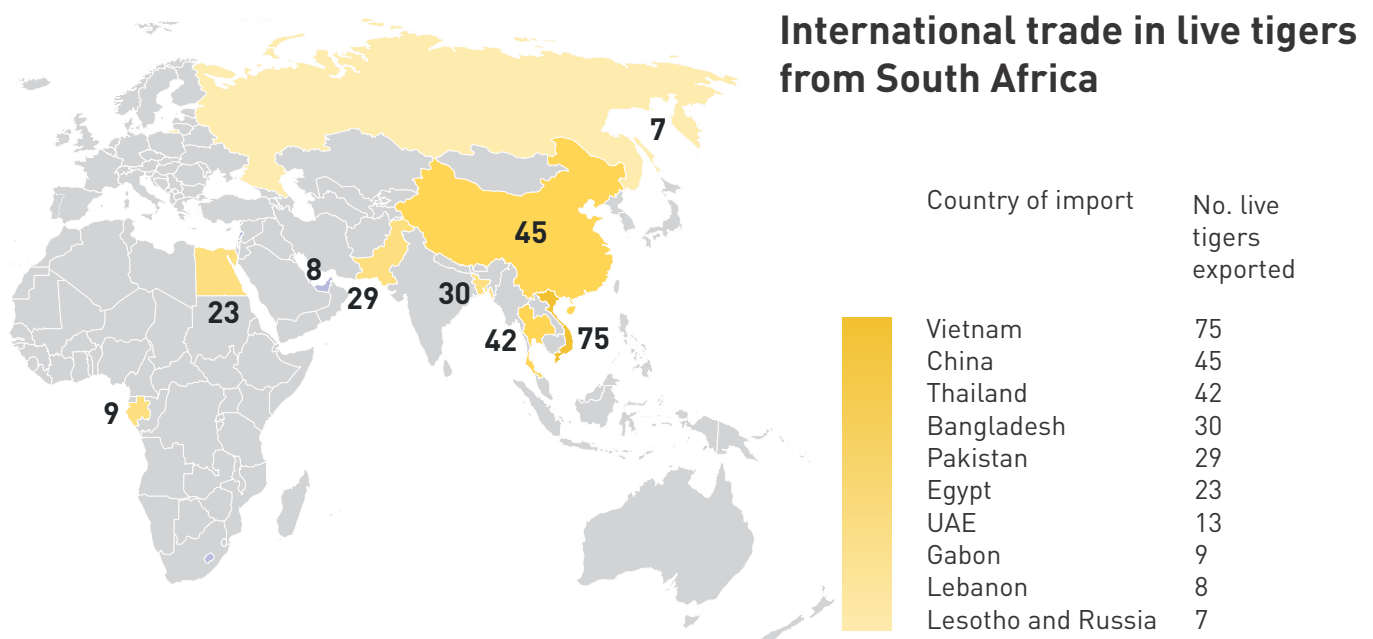 International trade in live tigers
from South Africa
7
45
8
29
30
23
42
75
9
Country of import No. live
tigers
exported
Vietnam 75
China 45
Thailand 42
Bangladesh 30
Pakistan 29
Egypt 23
UAE 13
Gabon 9
Lebanon 8
Lesotho and Russia 7